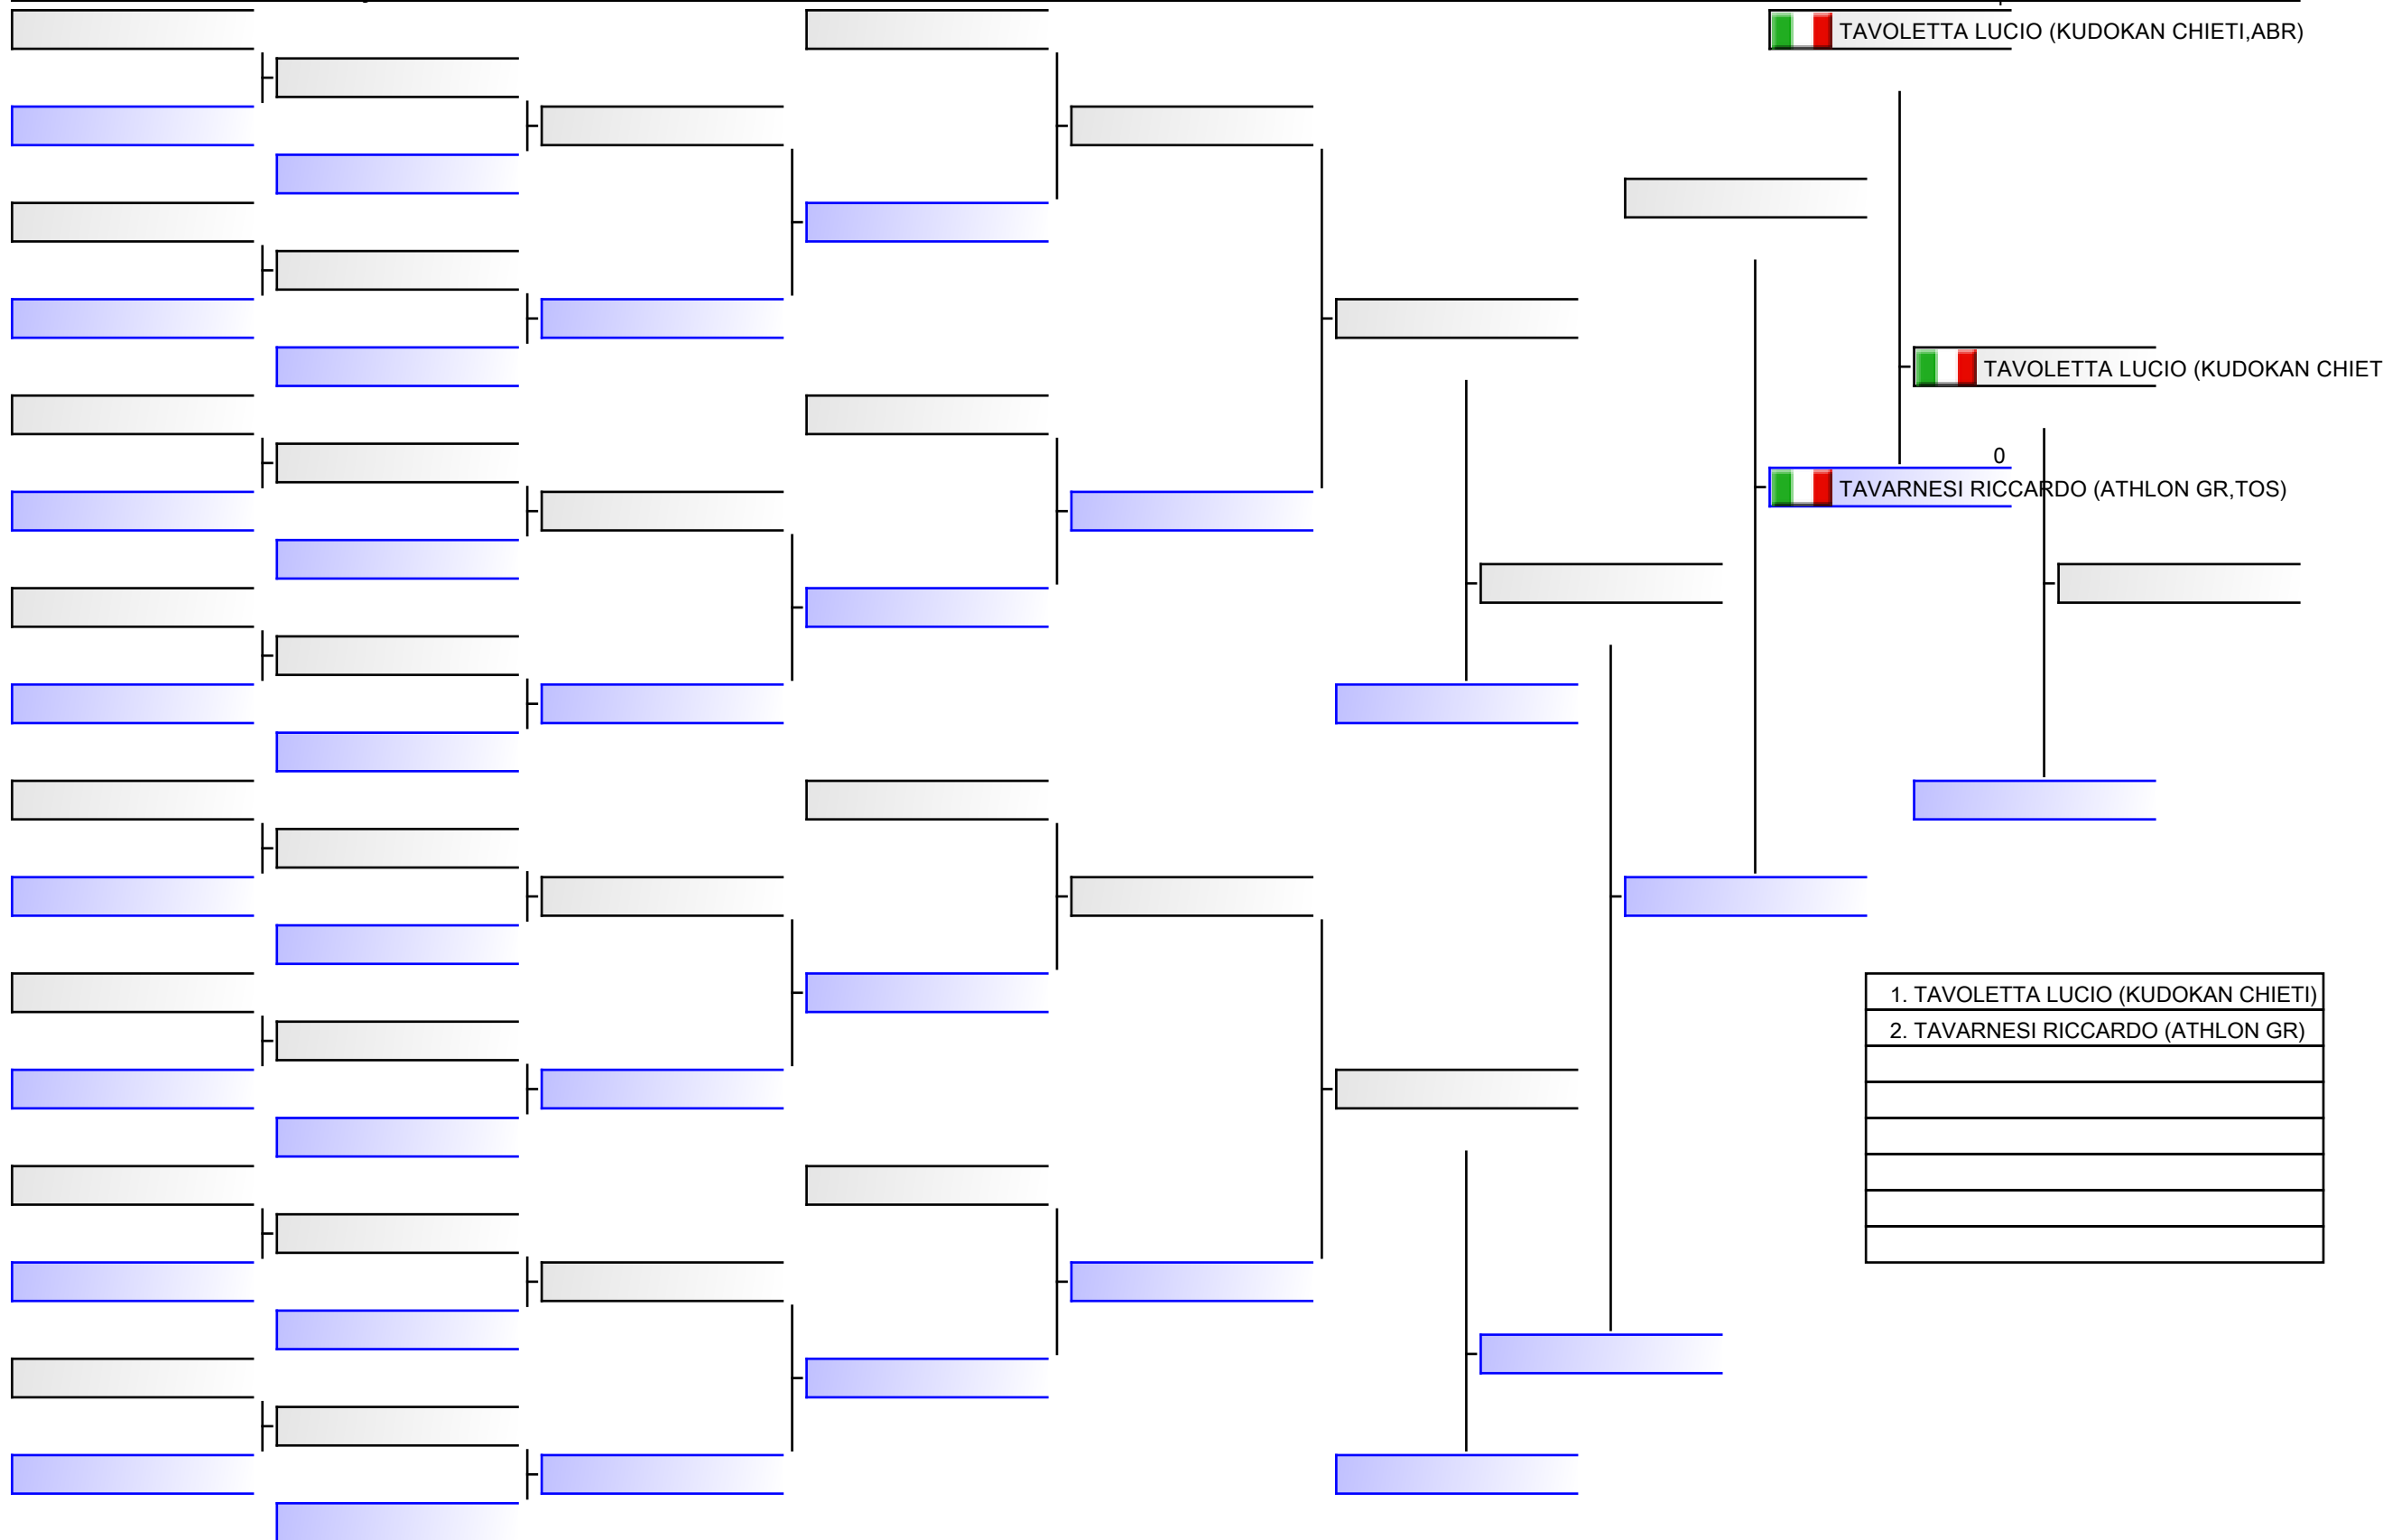 TAVOLETTA LUCIO (KUDOKAN CHIETI,ABR)
TAVOLETTA LUCIO (KUDOKAN CHIET
0
TAVARNESI RICCARDO (ATHLON GR,TOS)
1. TAVOLETTA LUCIO (KUDOKAN CHIETI)
2. TAVARNESI RICCARDO (ATHLON GR)